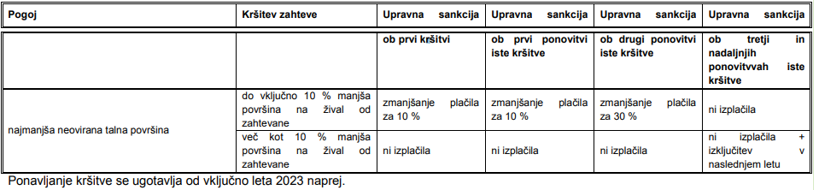 Pogoj Kršitev zahteve Upravna sankcija Upravna sankcija Upravna sankcija Upravna sankcija
ob prvi kršitvi ob prvi ponovitvi ob drugi ponovitvi ob tretji in
iste kršitve iste kršitve nadaljnjih
ponovitvvah iste
kršitve
najmanjša neovirana talna površina
do vključno 10 % manjša
površina na žival od
zahtevane
zmanjšanje plačila
za 10 %
zmanjšanje plačila
za 10 %
zmanjšanje plačila
za 30 %
ni izplačila
več kot 10 % manjša
površina na žival od
zahtevane
ni izplačila
ni izplačila
ni izplačila
ni izplačila +
izključitev v
naslednjem letu
Ponavljanje kršitve se ugotavlja od vključno leta 2023 naprej.